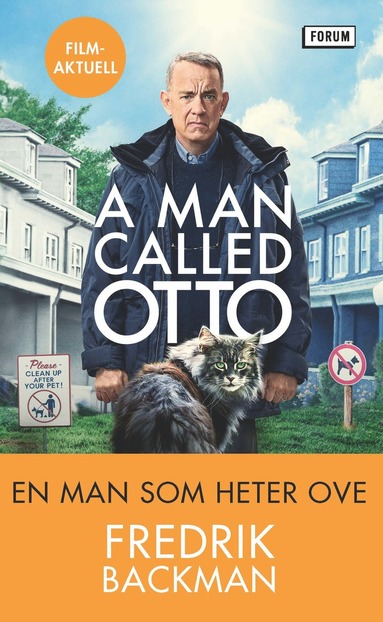 FILM-
AKTUELL
FORUM
A MAN
CALLED
OTTO
-Please-
CLEAN UP
AFTER
YOUR PET!
EN MAN SOM HETER OVE
FREDRIK
BACKMAN